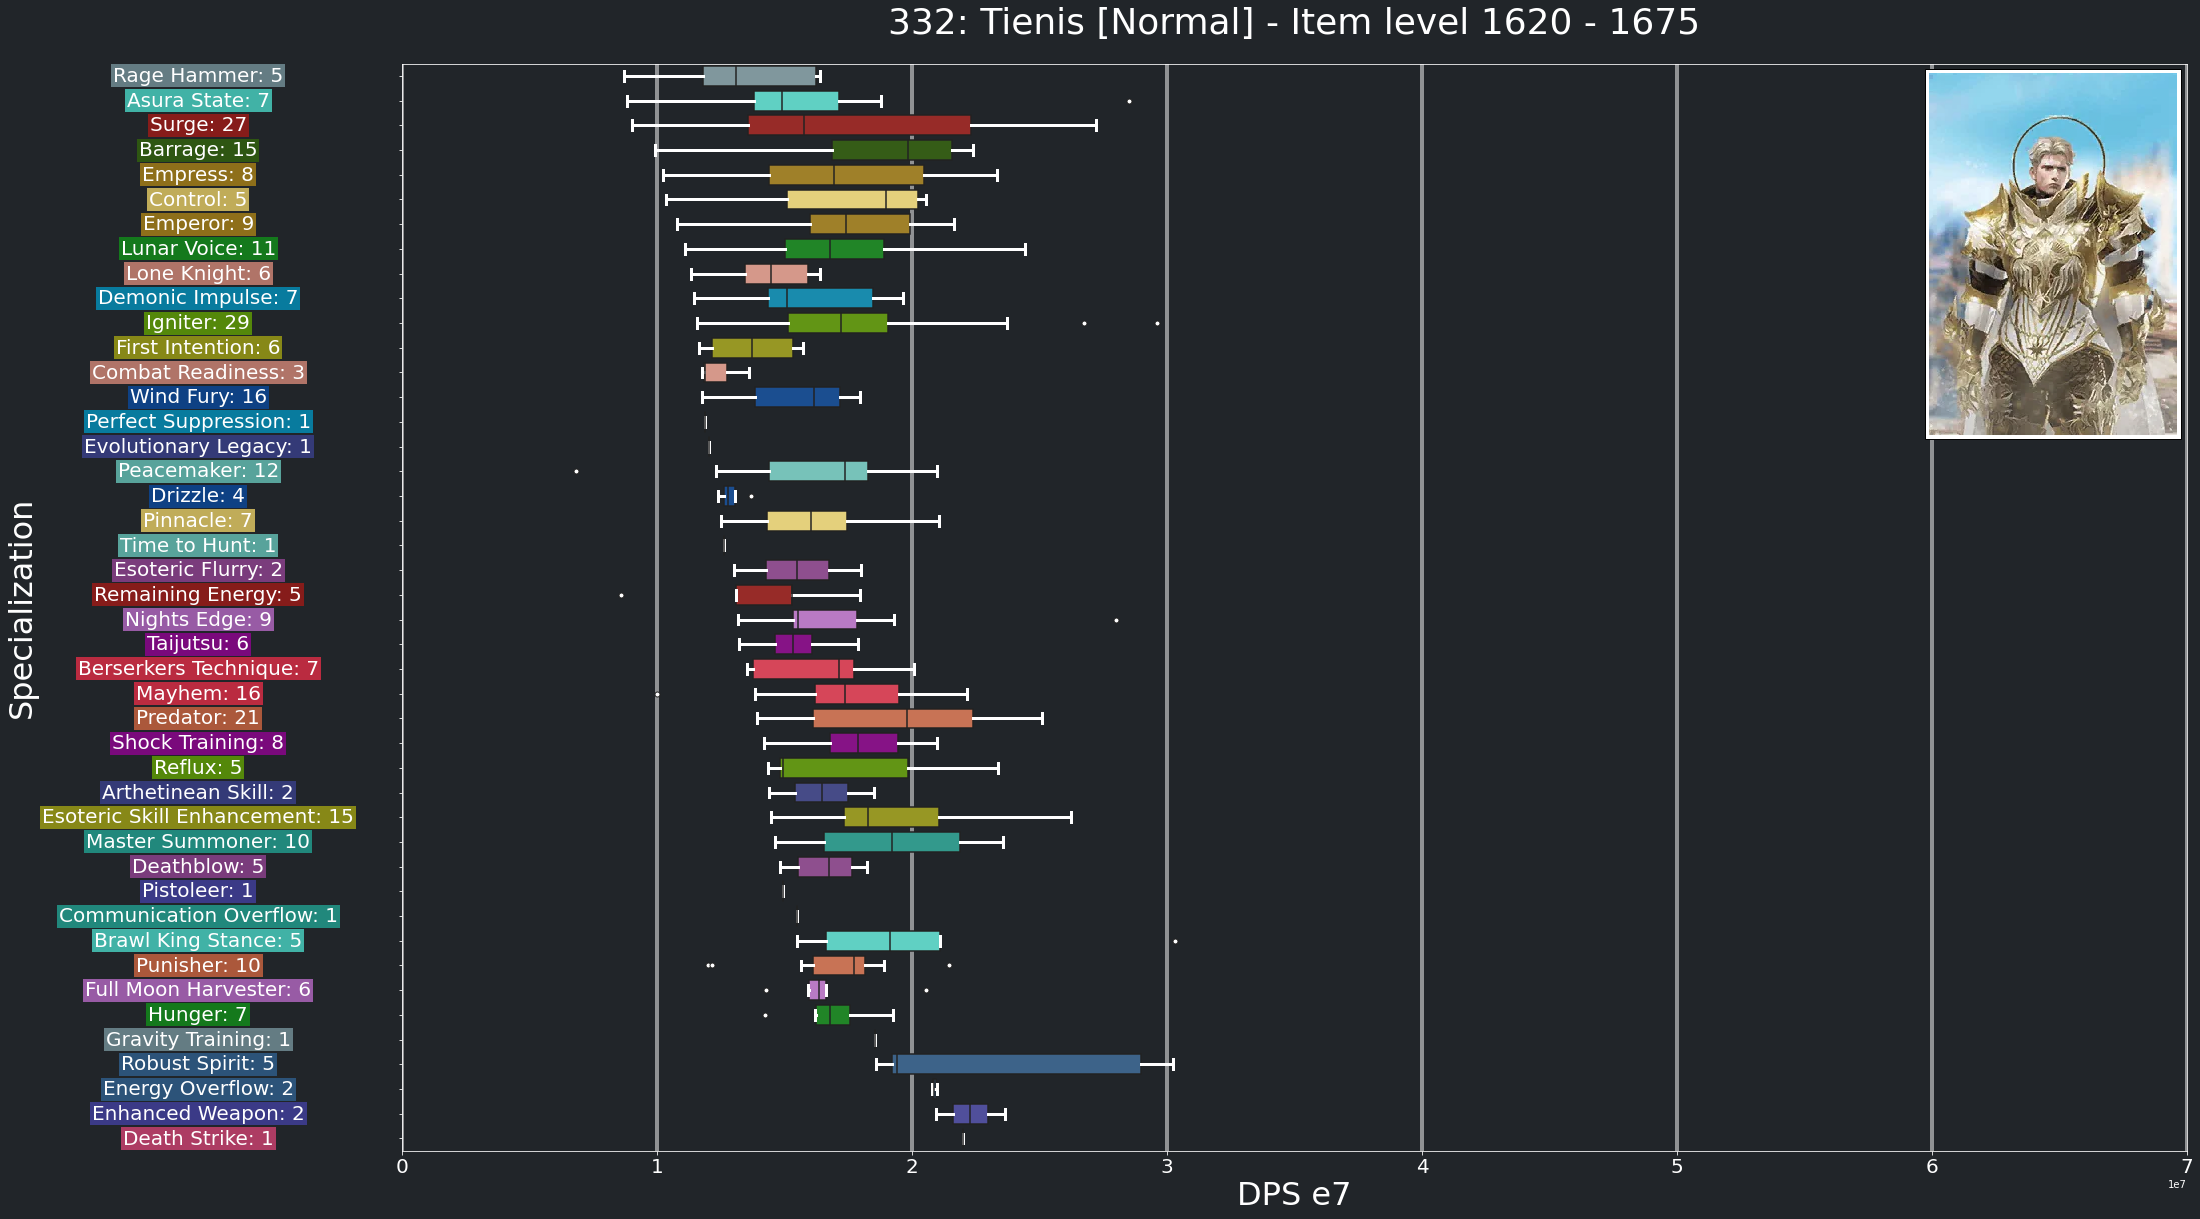 332: Tienis [Normal] - Item level 1620 - 1675
Specialization
Rage Hammer: 5
Asura State: 7
Surge: 27
Barrage: 15
Empress: 8
Control: 5
Emperor: 9
Lunar Voice: 11
Lone Knight: 6
Demonic Impulse: 7
Igniter: 29
First Intention: 6
Combat Readiness: 3
Wind Fury: 16
Perfect Suppression: 1
Evolutionary Legacy: 1
Peacemaker: 12
Drizzle: 4
Pinnacle: 7
Time to Hunt: 1
Esoteric Flurry: 2
Remaining Energy: 5
Nights Edge: 9
Taijutsu: 6
Berserkers Technique: 7
Mayhem: 16
Predator: 21
Shock Training: 8
Reflux: 5
Arthetinean Skill: 2
Esoteric Skill Enhancement: 15
Master Summoner: 10
Deathblow: 5
Pistoleer: 1
Communication Overflow: 1
Brawl King Stance: 5
Punisher: 10
Full Moon Harvester: 6
Hunger: 7
Gravity Training: 1
Robust Spirit: 5
Energy Overflow: 2
Enhanced Weapon: 2
Death Strike: 1
0 1 2 3 4 5 6 7
1e7
DPS e7